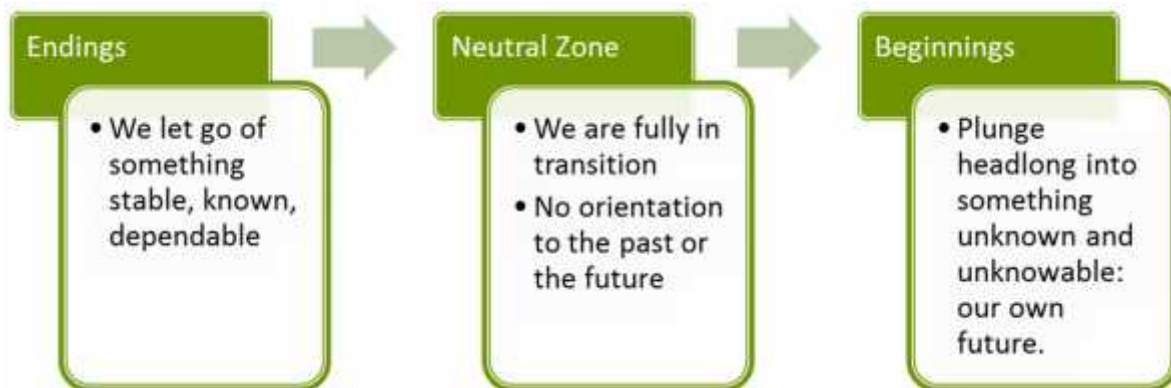 Endings
• We let go of
something
stable, known,
dependable
Neutral Zone
• We are fully in
transition
• No orientation
to the past or
the future
Beginnings
• Plunge
headlong into
something
unknown and
unknowable:
our own
future.